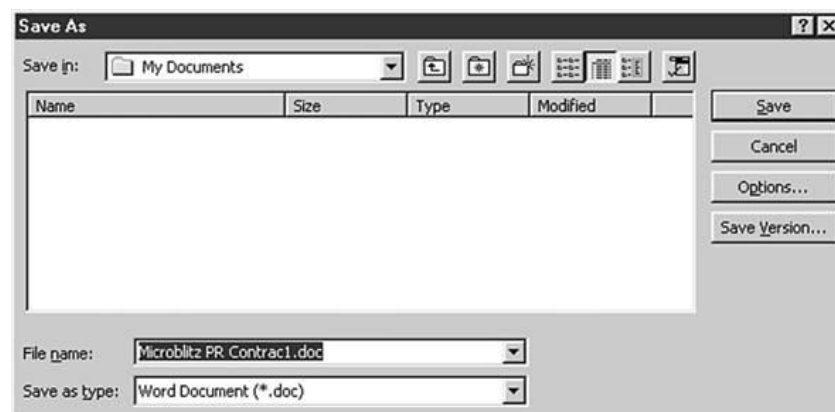 Save As
Save in: My Documents
Name Size Type Modified
Save
Cancel
Options...
Save Version...
File name: Microblitz PR Contrac1.doc
Save as type: Word Document (*.doc)